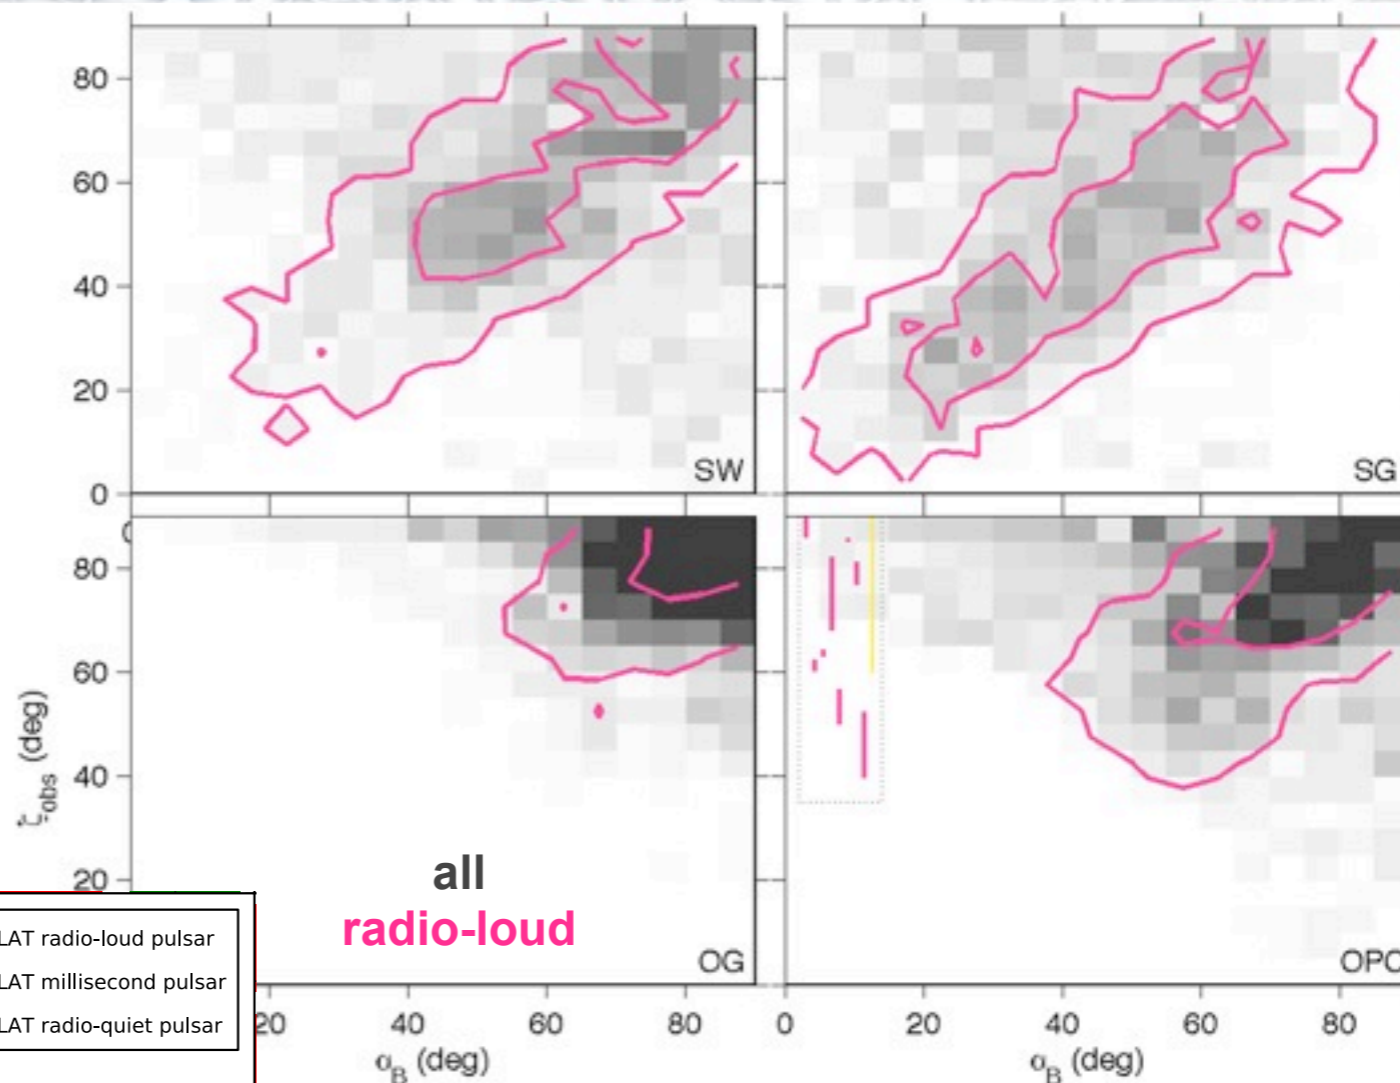 80
60
40
20
0
SW
SG
80
60
40
20
ζobs (deg)
all
radio-loud
OG
OPC
LAT radio-loud pulsar
LAT millisecond pulsar
LAT radio-quiet pulsar
20 40 60 80 0 20 40 60 80
αB (deg) αB (deg)